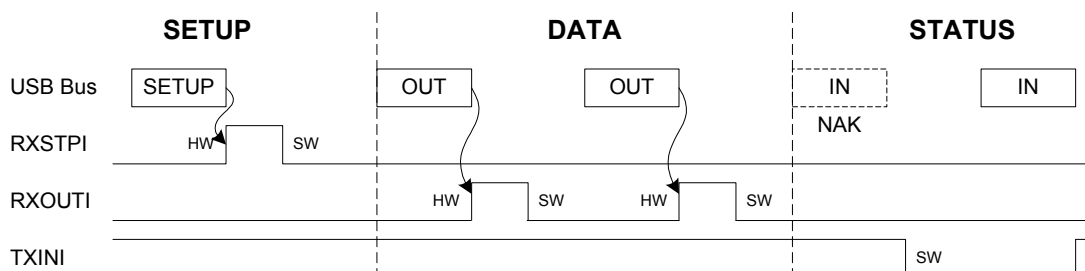 SETUP DATA STATUS
USB Bus SETUP OUT OUT IN IN
NAK
RXSTPI HW SW
RXOUTI HW SW HW SW
TXINI SW